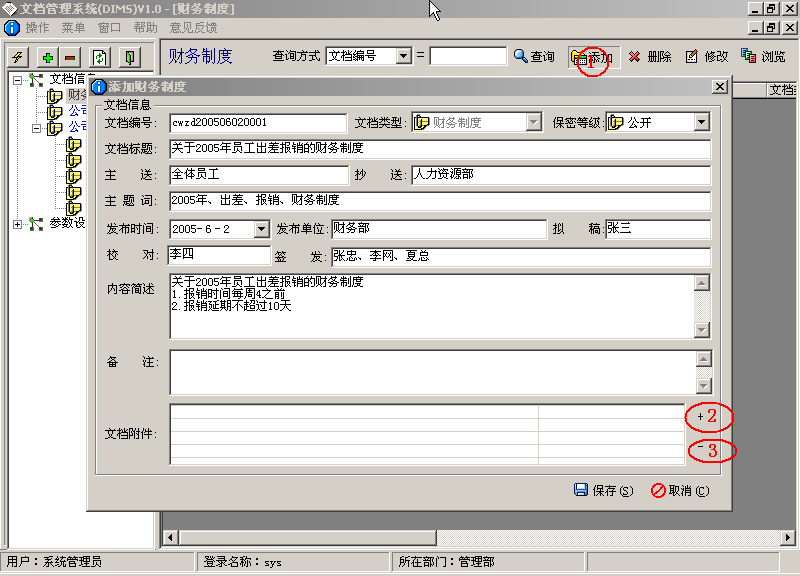 文档管理系统(DIMS)V1.0 - [财务制度]
操作 菜单 窗口 帮助 意见反馈
财务制度 查询方式 文档编号 = 查询 添加 删除 修改 浏览
1
文档信息
财务
公司
公司
参数设
文档
添加财务制度
文档信息
文档编号: cwzd200506020001 文档类型: 财务制度 保密等级: 公开
文档标题: 关于2005年员工出差报销的财务制度
主 送: 全体员工 抄 送: 人力资源部
主 题 词: 2005年、出差、报销、财务制度
发布时间: 2005-6-2 发布单位: 财务部 拟 稿: 张三
校 对: 李四 签 发: 张忠、李网、夏总
内容简述 关于2005年员工出差报销的财务制度
1.报销时间每周4之前
2.报销延期不超过10天
备 注:
文档附件:
+ 2
- 3
保存(S) 取消(C)
用户：系统管理员 登录名称：sys 所在部门：管理部